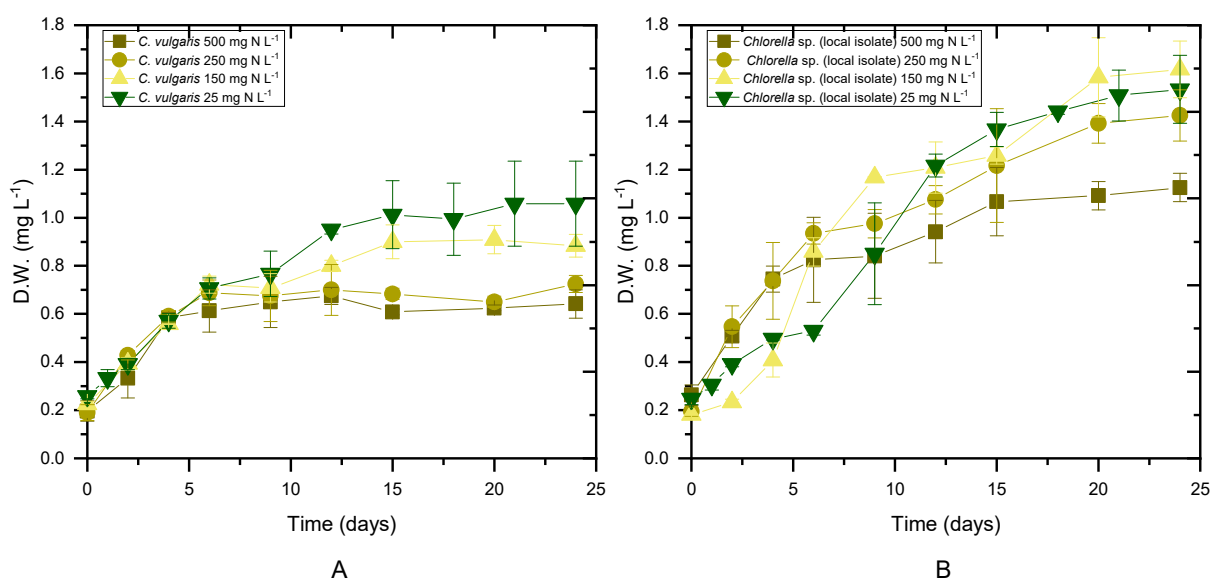 1.8
1.6
1.4
1.2
1.0
0.8
0.6
0.4
0.2
0.0
D.W. (mg L⁻¹)
C. vulgaris 500 mg N L⁻¹
C. vulgaris 250 mg N L⁻¹
C. vulgaris 150 mg N L⁻¹
C. vulgaris 25 mg N L⁻¹
0 5 10 15 20 25
Time (days)
A
1.8
1.6
1.4
1.2
1.0
0.8
0.6
0.4
0.2
0.0
D.W. (mg L⁻¹)
Chlorella sp. (local isolate) 500 mg N L⁻¹
Chlorella sp. (local isolate) 250 mg N L⁻¹
Chlorella sp. (local isolate) 150 mg N L⁻¹
Chlorella sp. (local isolate) 25 mg N L⁻¹
0 5 10 15 20 25
Time (days)
B